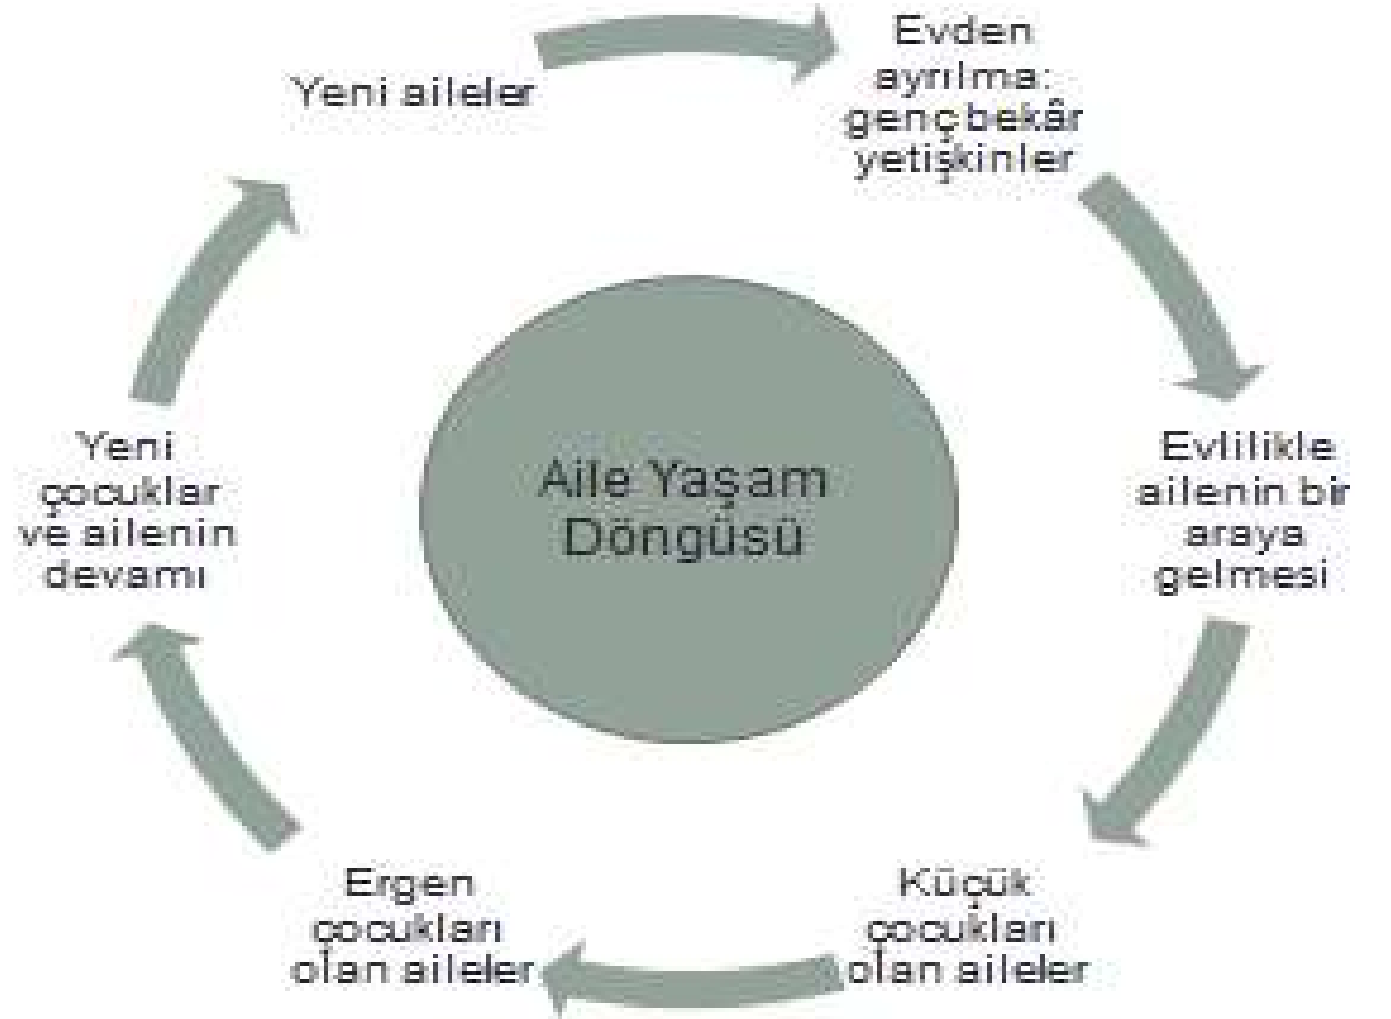 Yeni aileler
Evden
ayrılma:
genç bekâr
yetişkinler
Evlilikle
ailenin bir
araya
gelmesi
Küçük
çocukları
olan aileler
Ergen
çocukları
olan aileler
Yeni
çocuklar
ve ailenin
devamı
Aile Yaşam
Döngüsü